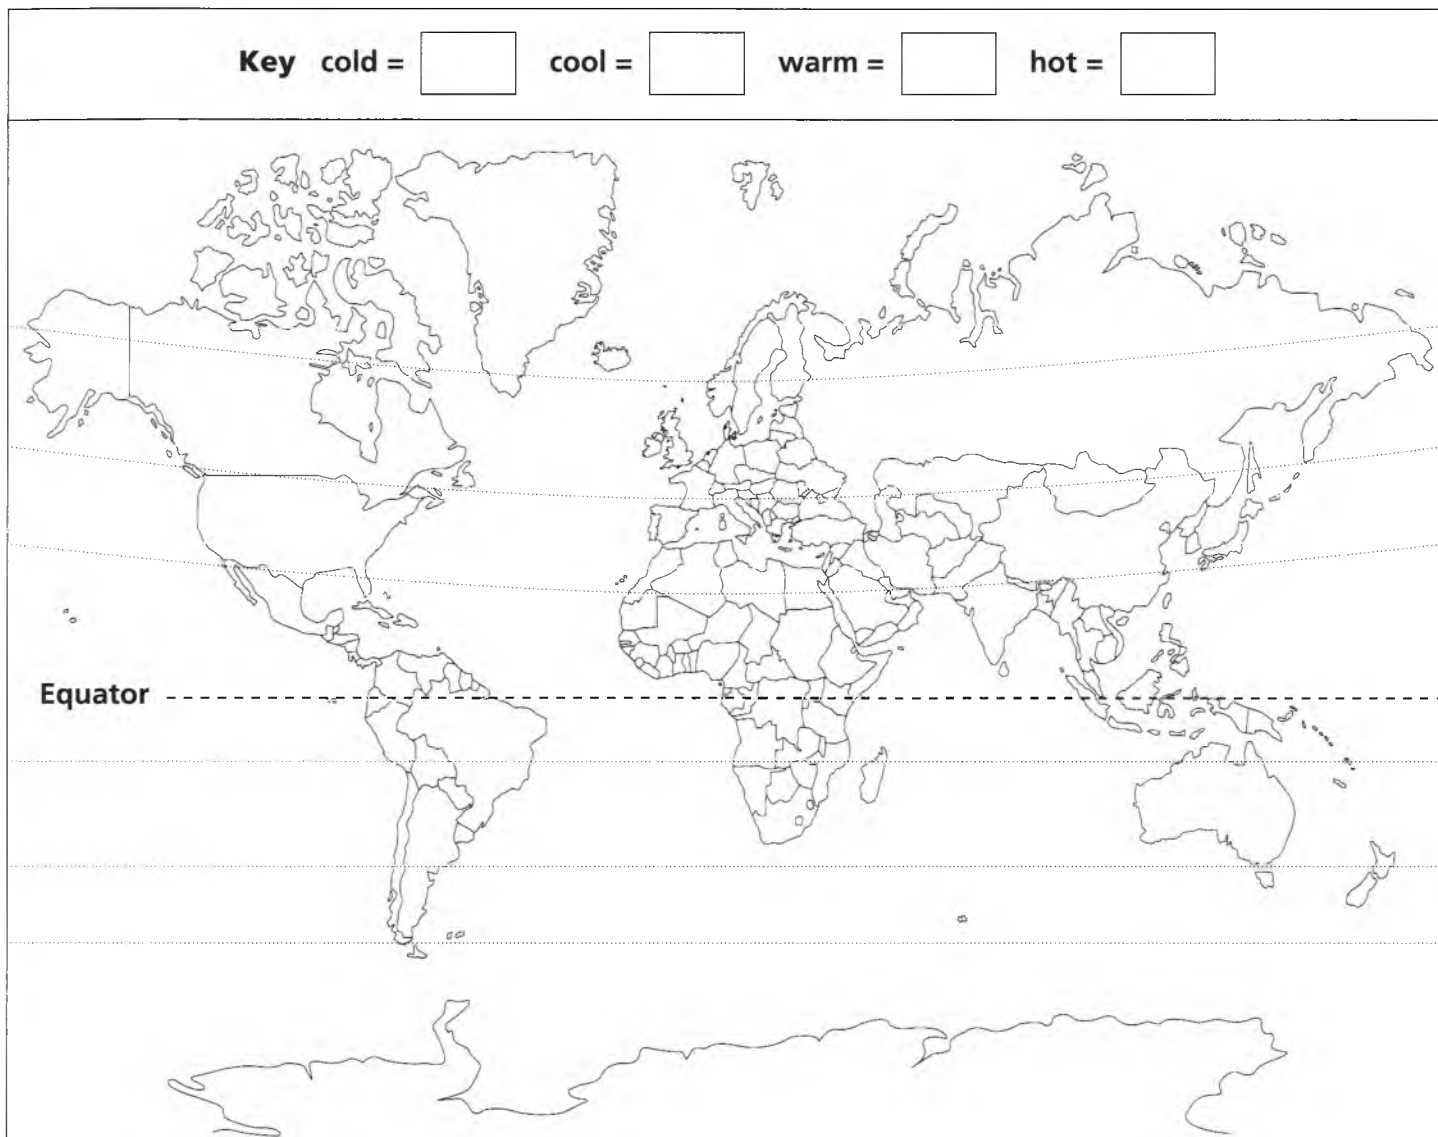 Key cold = cool = warm = hot =
Equator